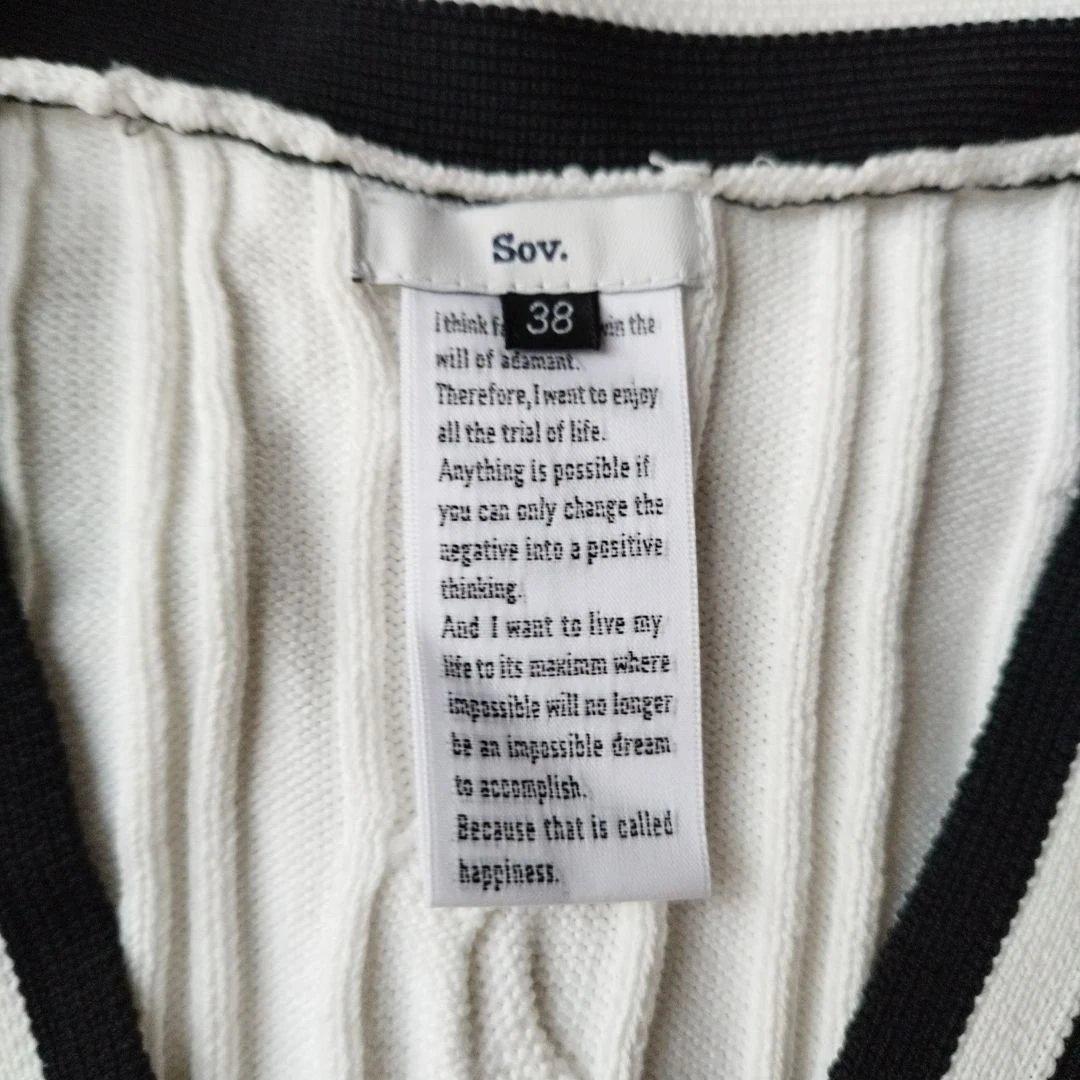 Sov.
38
i think in the
will of adamant.
Therefore, I want to enjoy
all the trial of life.
Anything is possible if
you can only change the
negative into a positive
thinking.
And I want to live my
life to its maximm where
impossible will no longer
be an impossible dream
to accomplish.
Because that is called
happiness.